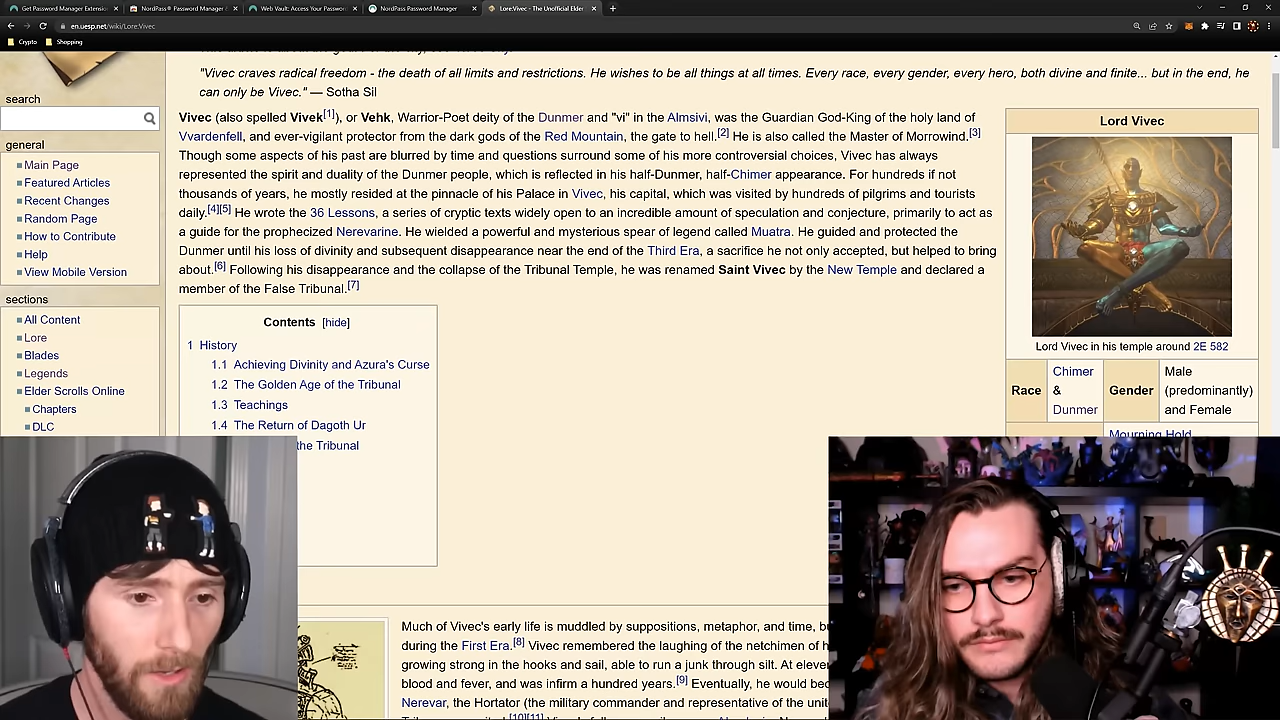 Get Password Manager Extension
NordPass® Password Manager &
Web Vault: Access Your Password
NordPass Password Manager
Lore:Vivec - The Unofficial Elder
en.uesp.net/wiki/Lore:Vivec
Crypto
Shopping
"Vivec craves radical freedom - the death of all limits and restrictions. He wishes to be all things at all times. Every race, every gender, every hero, both divine and finite... but in the end, he
can only be Vivec." — Sotha Sil
search
general
Main Page
Featured Articles
Recent Changes
Random Page
How to Contribute
Help
View Mobile Version
sections
All Content
Lore
Blades
Legends
Elder Scrolls Online
Chapters
DLC
Vivec (also spelled Vivek[1]), or Vehk, Warrior-Poet deity of the Dunmer and "vi" in the Almsivi, was the Guardian God-King of the holy land of
Vvardenfell, and ever-vigilant protector from the dark gods of the Red Mountain, the gate to hell.[2] He is also called the Master of Morrowind.[3]
Though some aspects of his past are blurred by time and questions surround some of his more controversial choices, Vivec has always
represented the spirit and duality of the Dunmer people, which is reflected in his half-Dunmer, half-Chimer appearance. For hundreds if not
thousands of years, he mostly resided at the pinnacle of his Palace in Vivec, his capital, which was visited by hundreds of pilgrims and tourists
daily.[4][5] He wrote the 36 Lessons, a series of cryptic texts widely open to an incredible amount of speculation and conjecture, primarily to act as
a guide for the prophecized Nerevarine. He wielded a powerful and mysterious spear of legend called Muatra. He guided and protected the
Dunmer until his loss of divinity and subsequent disappearance near the end of the Third Era, a sacrifice he not only accepted, but helped to bring
about.[6] Following his disappearance and the collapse of the Tribunal Temple, he was renamed Saint Vivec by the New Temple and declared a
member of the False Tribunal.[7]
Contents [hide]
1 History
1.1 Achieving Divinity and Azura's Curse
1.2 The Golden Age of the Tribunal
1.3 Teachings
1.4 The Return of Dagoth Ur
the Tribunal
Lord Vivec
Lord Vivec in his temple around 2E 582
Race
Chimer
&
Dunmer
Gender
Male
(predominantly)
and Female
Mourning Hold
Much of Vivec's early life is muddled by suppositions, metaphor, and time, b
during the First Era.[8] Vivec remembered the laughing of the netchimen of h
growing strong in the hooks and sail, able to run a junk through silt. At elever
blood and fever, and was infirm a hundred years.[9] Eventually, he would bec
Nerevar, the Hortator (the military commander and representative of the unit